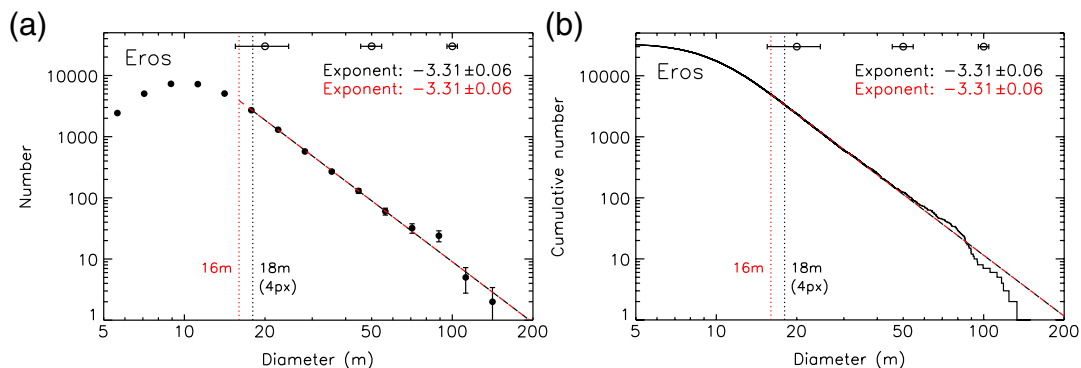 (a)
Eros
Exponent: −3.31±0.06
Exponent: −3.31±0.06
10000
1000
100
10
1
Number
16m
18m
(4px)
5
10
20
50
100
200
Diameter (m)
(b)
Eros
Exponent: −3.31±0.06
Exponent: −3.31±0.06
10000
1000
100
10
1
Cumulative number
16m
18m
(4px)
5
10
20
50
100
200
Diameter (m)